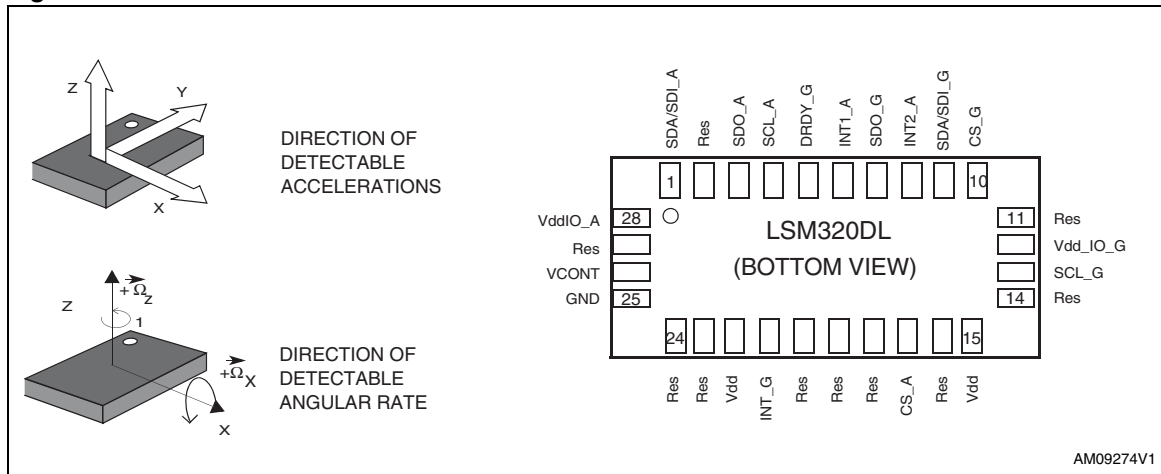 Z
Y
X
DIRECTION OF
DETECTABLE
ACCELERATIONS
+Ω⃗z
Z
1
+Ω⃗X
X
DIRECTION OF
DETECTABLE
ANGULAR RATE
SDA/SDI_A
Res
SDO_A
SCL_A
DRDY_G
INT1_A
SDO_G
INT2_A
SDA/SDI_G
CS_G
1
10
VddIO_A
28
Res
VCONT
GND
25
LSM320DL
(BOTTOM VIEW)
11
Res
Vdd_IO_G
SCL_G
14
Res
24
15
Res
Res
Vdd
INT_G
Res
Res
Res
CS_A
Res
Vdd
AM09274V1